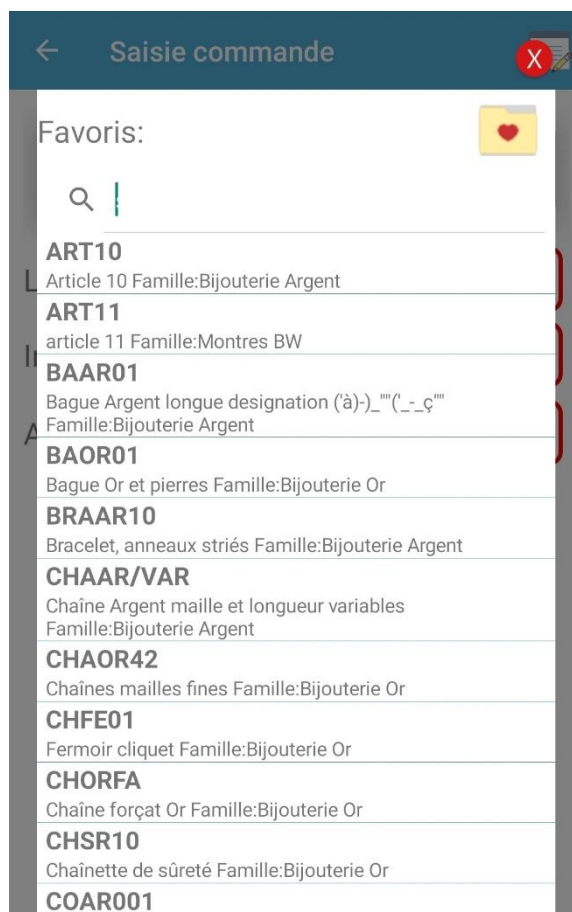 Saisie commande
X
Favoris:
ART10
Article 10 Famille:Bijouterie Argent
ART11
article 11 Famille:Montres BW
BAAR01
Bague Argent longue designation ('à)-)_""('_-_ç""
Famille:Bijouterie Argent
BAOR01
Bague Or et pierres Famille:Bijouterie Or
BRAAR10
Bracelet, anneaux striés Famille:Bijouterie Argent
CHAAR/VAR
Chaîne Argent maille et longueur variables
Famille:Bijouterie Argent
CHAOR42
Chaînes mailles fines Famille:Bijouterie Or
CHFE01
Fermoir cliquet Famille:Bijouterie Or
CHORFA
Chaîne forçat Or Famille:Bijouterie Or
CHSR10
Chaînette de sûreté Famille:Bijouterie Or
COAR001